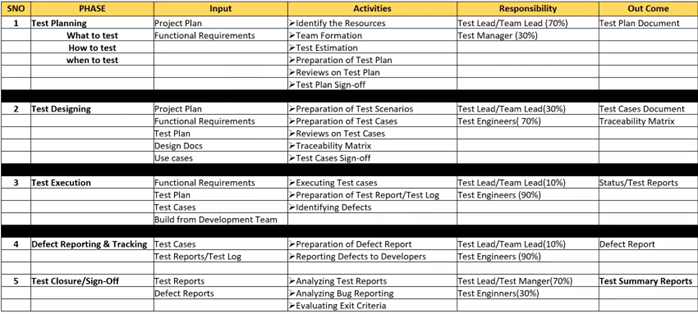 SNO PHASE Input Activities Responsibility Out Come
1 Test Planning Project Plan ➢Identify the Resources Test Lead/Team Lead (70%) Test Plan Document
What to test Functional Requirements ➢Team Formation Test Manager (30%)
How to test ➢Test Estimation
when to test ➢Preparation of Test Plan
➢Reviews on Test Plan
➢Test Plan Sign-off
2 Test Designing Project Plan ➢Preparation of Test Scenarios Test Lead/Team Lead(30%) Test Cases Document
Functional Requirements ➢Preparation of Test Cases Test Engineers( 70%) Traceability Matrix
Test Plan ➢Reviews on Test Cases
Design Docs ➢Traceability Matrix
Use cases ➢Test Cases Sign-off
3 Test Execution Functional Requirements ➢Executing Test cases Test Lead/Team Lead(10%) Status/Test Reports
Test Plan ➢Preparation of Test Report/Test Log Test Engineers (90%)
Test Cases ➢Identifying Defects
Build from Development Team
4 Defect Reporting & Tracking Test Cases ➢Preparation of Defect Report Test Lead/Team Lead(10%) Defect Report
Test Reports/Test Log ➢Reporting Defects to Developers Test Engineers (90%)
5 Test Closure/Sign-Off Test Reports ➢Analyzing Test Reports Test Lead/Test Manger(70%) Test Summary Reports
Defect Reports ➢Analyzing Bug Reporting Test Enginners(30%)
➢Evaluating Exit Criteria